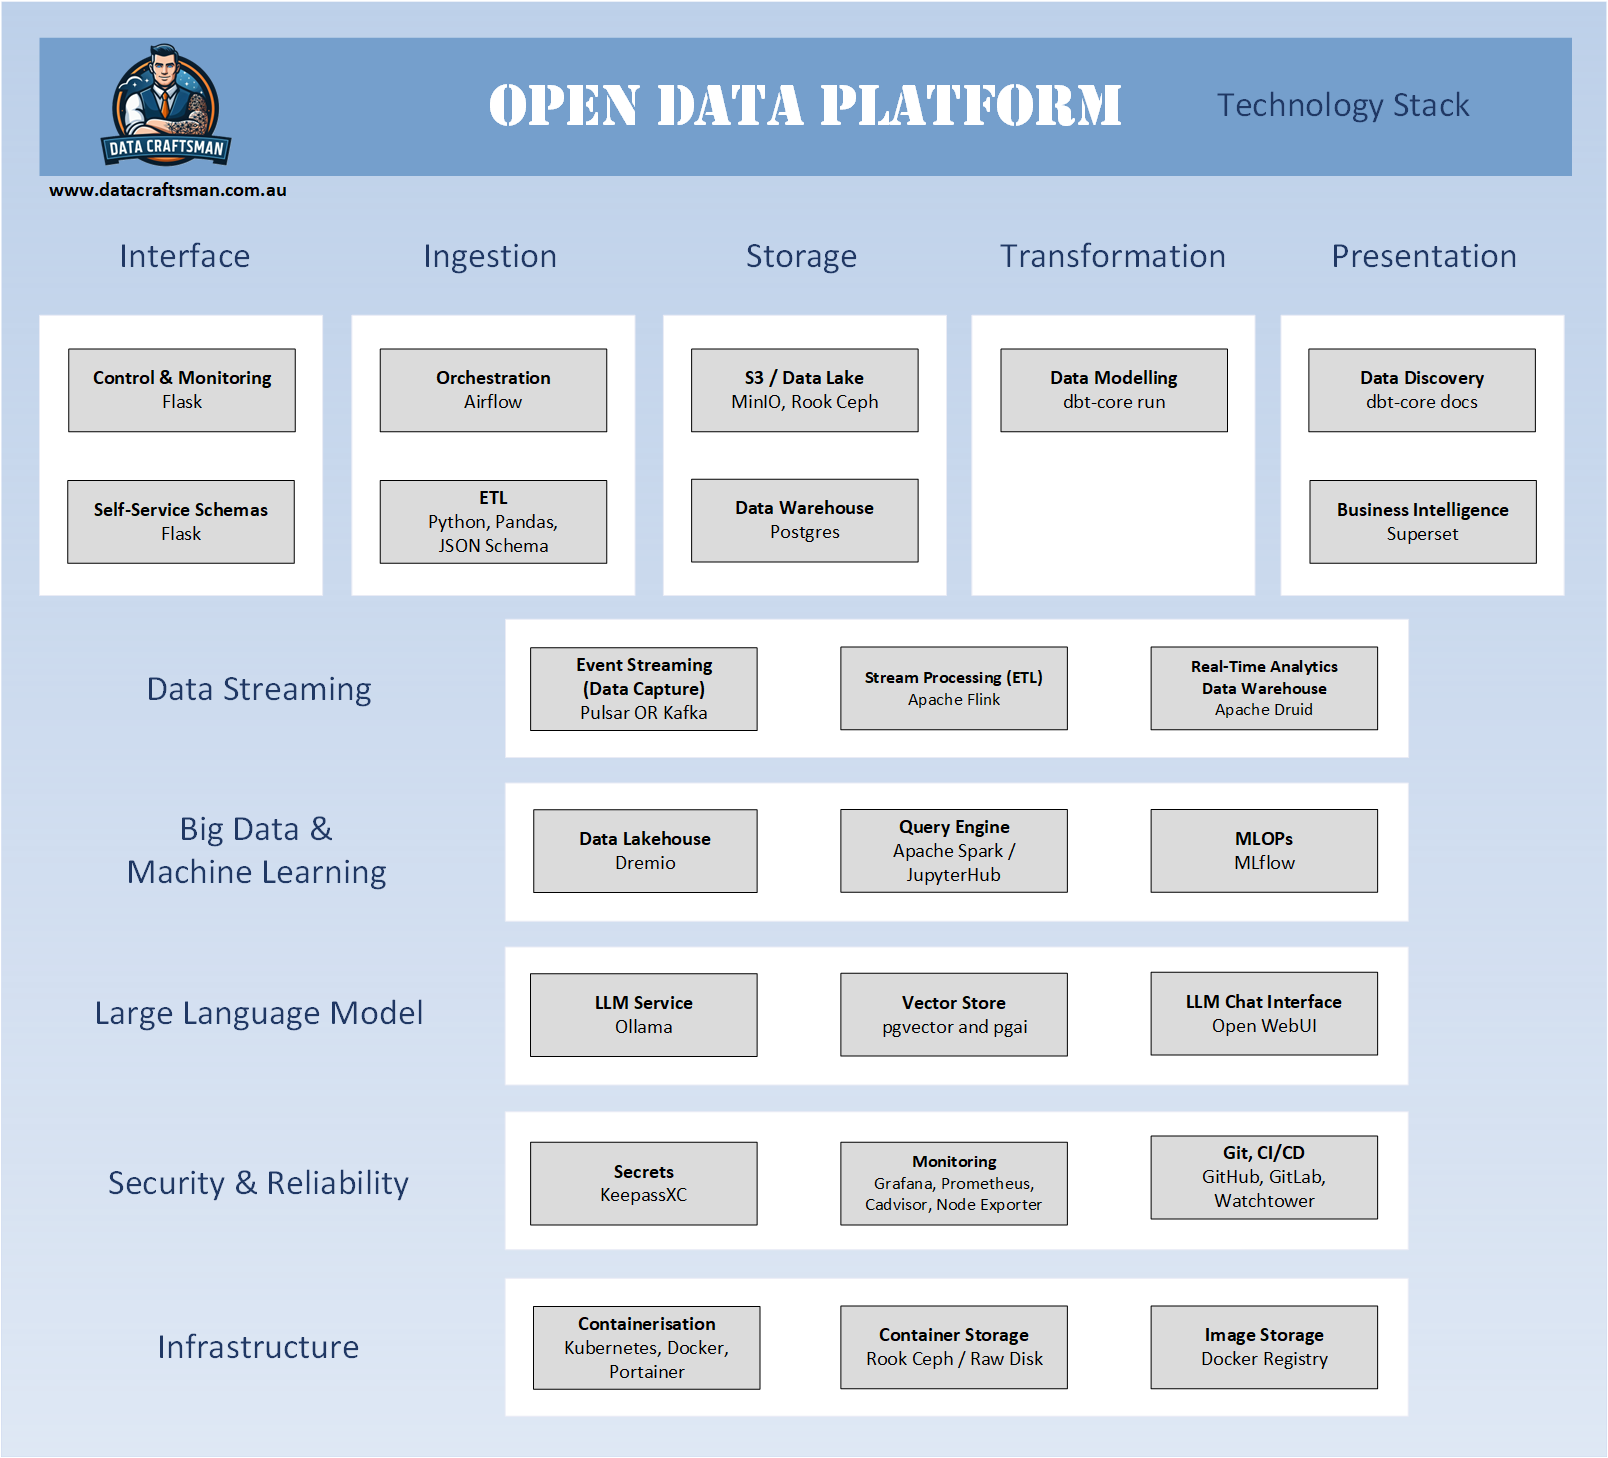 DATA CRAFTSMAN
OPEN DATA PLATFORM
Technology Stack
www.datacraftsman.com.au
Interface
Ingestion
Storage
Transformation
Presentation
Control & Monitoring
Flask
Self-Service Schemas
Flask
Orchestration
Airflow
ETL
Python, Pandas,
JSON Schema
S3 / Data Lake
MinIO, Rook Ceph
Data Warehouse
Postgres
Data Modelling
dbt-core run
Data Discovery
dbt-core docs
Business Intelligence
Superset
Data Streaming
Event Streaming
(Data Capture)
Pulsar OR Kafka
Stream Processing (ETL)
Apache Flink
Real-Time Analytics
Data Warehouse
Apache Druid
Big Data &
Machine Learning
Data Lakehouse
Dremio
Query Engine
Apache Spark /
JupyterHub
MLOPs
MLflow
Large Language Model
LLM Service
Ollama
Vector Store
pgvector and pgai
LLM Chat Interface
Open WebUI
Security & Reliability
Secrets
KeepassXC
Monitoring
Grafana, Prometheus,
Cadvisor, Node Exporter
Git, CI/CD
GitHub, GitLab,
Watchtower
Infrastructure
Containerisation
Kubernetes, Docker,
Portainer
Container Storage
Rook Ceph / Raw Disk
Image Storage
Docker Registry